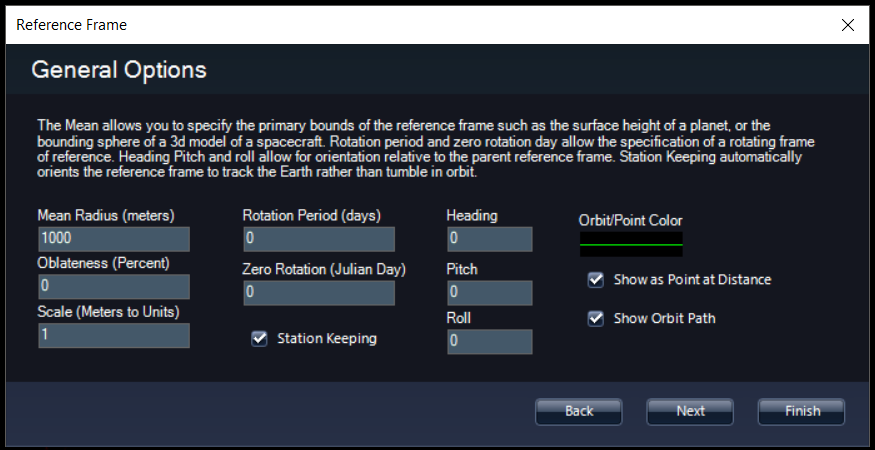 Reference Frame
General Options
The Mean allows you to specify the primary bounds of the reference frame such as the surface height of a planet, or the
bounding sphere of a 3d model of a spacecraft. Rotation period and zero rotation day allow the specification of a rotating frame
of reference. Heading Pitch and roll allow for orientation relative to the parent reference frame. Station Keeping automatically
orients the reference frame to track the Earth rather than tumble in orbit.
Mean Radius (meters)
1000
Oblateness (Percent)
0
Scale (Meters to Units)
1
Rotation Period (days)
0
Zero Rotation (Julian Day)
0
Station Keeping
Heading
0
Pitch
0
Roll
0
Orbit/Point Color
Show as Point at Distance
Show Orbit Path
Back
Next
Finish